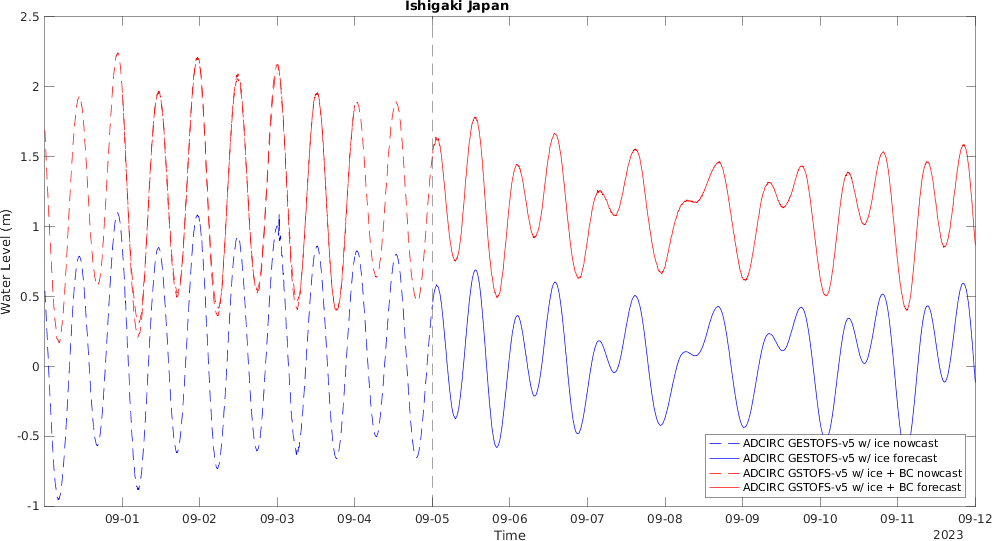 Ishigaki Japan
2.5
2
1.5
1
0.5
0
-0.5
-1
Water Level (m)
ADCIRC GESTOFS-v5 w/ ice nowcast
ADCIRC GESTOFS-v5 w/ ice forecast
ADCIRC GSTOFS-v5 w/ ice + BC nowcast
ADCIRC GSTOFS-v5 w/ ice + BC forecast
09-01 09-02 09-03 09-04 09-05 09-06 09-07 09-08 09-09 09-10 09-11 09-12
Time
2023